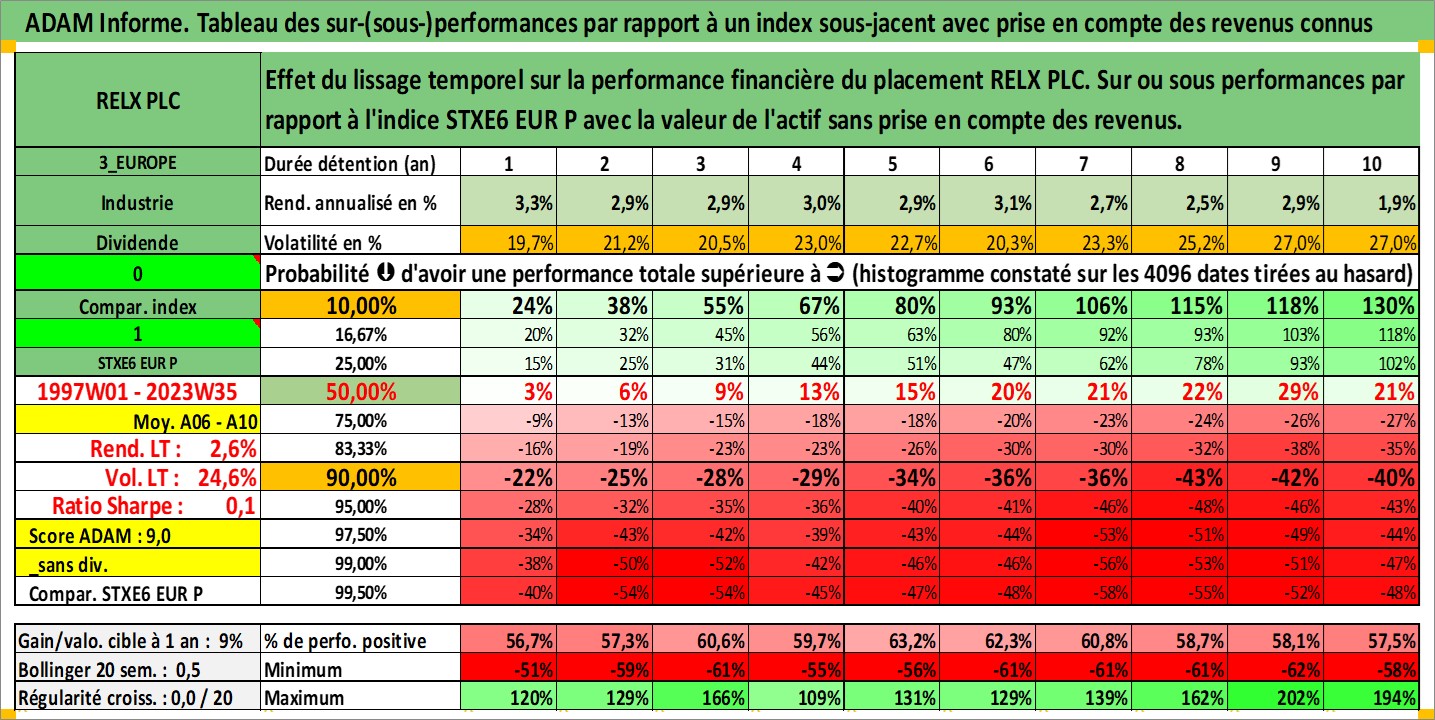 ADAM Informe. Tableau des sur-(sous-)performances par rapport à un index sous-jacent avec prise en compte des revenus connus
RELX PLC
Effet du lissage temporel sur la performance financière du placement RELX PLC. Sur ou sous performances par
rapport à l'indice STXE6 EUR P avec la valeur de l'actif sans prise en compte des revenus.
3_EUROPE Durée détention (an) 1 2 3 4 5 6 7 8 9 10
Industrie Rend. annualisé en % 3,3% 2,9% 2,9% 3,0% 2,9% 3,1% 2,7% 2,5% 2,9% 1,9%
Dividende Volatilité en % 19,7% 21,2% 20,5% 23,0% 22,7% 20,3% 23,3% 25,2% 27,0% 27,0%
0 Probabilité d'avoir une performance totale supérieure à (histogramme constaté sur les 4096 dates tirées au hasard)
Compar. index 10,00% 24% 38% 55% 67% 80% 93% 106% 115% 118% 130%
1 16,67% 20% 32% 45% 56% 63% 80% 92% 93% 103% 118%
STXE6 EUR P 25,00% 15% 25% 31% 44% 51% 47% 62% 78% 93% 102%
1997W01 - 2023W35 50,00% 3% 6% 9% 13% 15% 20% 21% 22% 29% 21%
Moy. A06 - A10 75,00% -9% -13% -15% -18% -18% -20% -23% -24% -26% -27%
Rend. LT : 2,6% 83,33% -16% -19% -23% -23% -26% -30% -30% -32% -38% -35%
Vol. LT : 24,6% 90,00% -22% -25% -28% -29% -34% -36% -36% -43% -42% -40%
Ratio Sharpe : 0,1 95,00% -28% -32% -35% -36% -40% -41% -46% -48% -46% -43%
Score ADAM : 9,0 97,50% -34% -43% -42% -39% -43% -44% -53% -51% -49% -44%
_sans div. 99,00% -38% -50% -52% -42% -46% -46% -56% -53% -51% -47%
Compar. STXE6 EUR P 99,50% -40% -54% -54% -45% -47% -48% -58% -55% -52% -48%
Gain/valo. cible à 1 an : 9% % de perfo. positive 56,7% 57,3% 60,6% 59,7% 63,2% 62,3% 60,8% 58,7% 58,1% 57,5%
Bollinger 20 sem. : 0,5 Minimum -51% -59% -61% -55% -56% -61% -61% -61% -62% -58%
Régularité croiss. : 0,0 / 20 Maximum 120% 129% 166% 109% 131% 129% 139% 162% 202% 194%